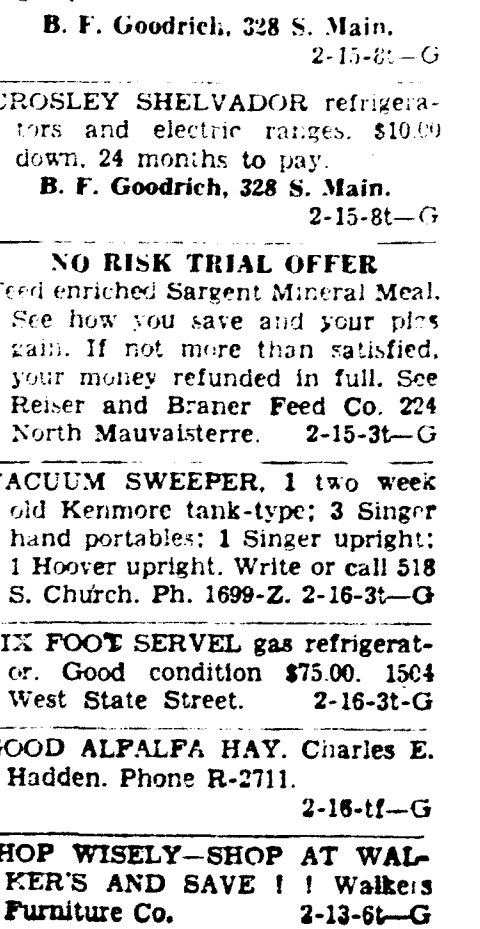 B. F. Goodrich, 328 S. Main.
2-15-8t—G
CROSLEY SHELVADOR refrigera-
tors and electric ranges. $10.00
down, 24 months to pay.
B. F. Goodrich, 328 S. Main.
2-15-8t—G
NO RISK TRIAL OFFER
Feed enriched Sargent Mineral Meal.
See how you save and your pigs
gain. If not more than satisfied,
your money refunded in full. See
Reiser and Braner Feed Co. 224
North Mauvaisterre. 2-15-3t—G
VACUUM SWEEPER, 1 two week
old Kenmore tank-type; 3 Singer
hand portables; 1 Singer upright;
1 Hoover upright. Write or call 518
S. Church. Ph. 1699-Z. 2-16-3t—G
SIX FOOT SERVEL gas refrigerat-
or. Good condition $75.00. 1504
West State Street. 2-16-3t-G
GOOD ALFALFA HAY. Charles E.
Hadden. Phone R-2711.
2-16-tf—G
SHOP WISELY—SHOP AT WAL-
KER'S AND SAVE ! ! Walkers
Furniture Co. 2-13-6t—G